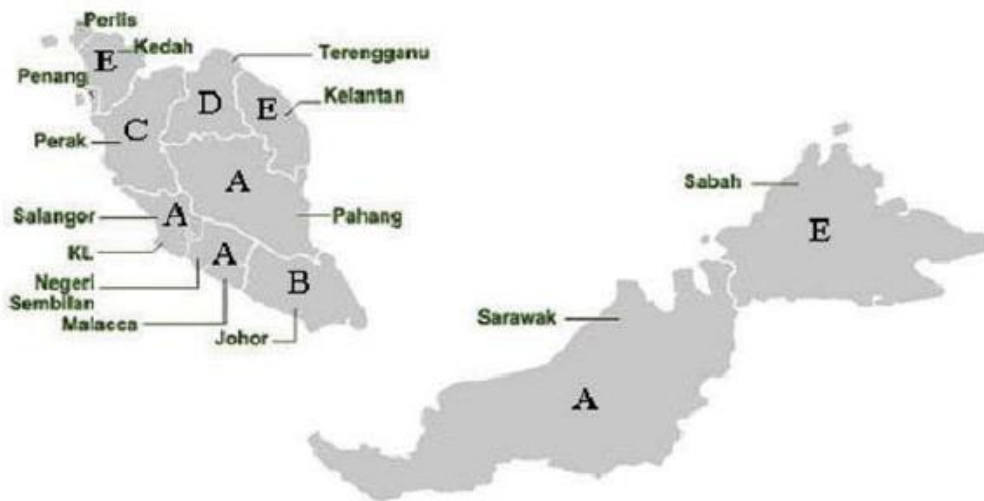 Perlis
Kedah
E
Penang
Terengganu
D
E
Kelantan
C
Perak
A
Pahang
Salangor
A
KL
A
Negeri
Sembilan
Malacca
B
Johor
Sabah
E
Sarawak
A